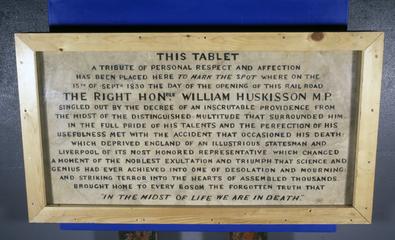 THIS TABLET
A TRIBUTE OF PERSONAL RESPECT AND AFFECTION
HAS BEEN PLACED HERE TO MARK THE SPOT WHERE ON THE
15TH OF SEPTR 1830 THE DAY OF THE OPENING OF THIS RAIL ROAD
THE RIGHT HONBLE WILLIAM HUSKISSON M.P.
SINGLED OUT BY THE DECREE OF AN INSCRUTABLE PROVIDENCE FROM
THE MIDST OF THE DISTINGUISHED MULTITUDE THAT SURROUNDED HIM
IN THE FULL PRIDE OF HIS TALENTS AND THE PERFECTION OF HIS
USEFULNESS MET WITH THE ACCIDENT THAT OCCASIONED HIS DEATH
WHICH DEPRIVED ENGLAND OF AN ILLUSTRIOUS STATESMAN AND
LIVERPOOL OF ITS MOST HONORED REPRESENTATIVE WHICH CHANGED
A MOMENT OF THE NOBLEST EXULTATION AND TRIUMPH THAT SCIENCE AND
GENIUS HAD EVER ACHIEVED INTO ONE OF DESOLATION AND MOURNING
AND STRIKING TERROR INTO THE HEARTS OF ASSEMBLED THOUSANDS,
BROUGHT HOME TO EVERY BOSOM THE FORGOTTEN TRUTH THAT
"IN THE MIDST OF LIFE WE ARE IN DEATH."